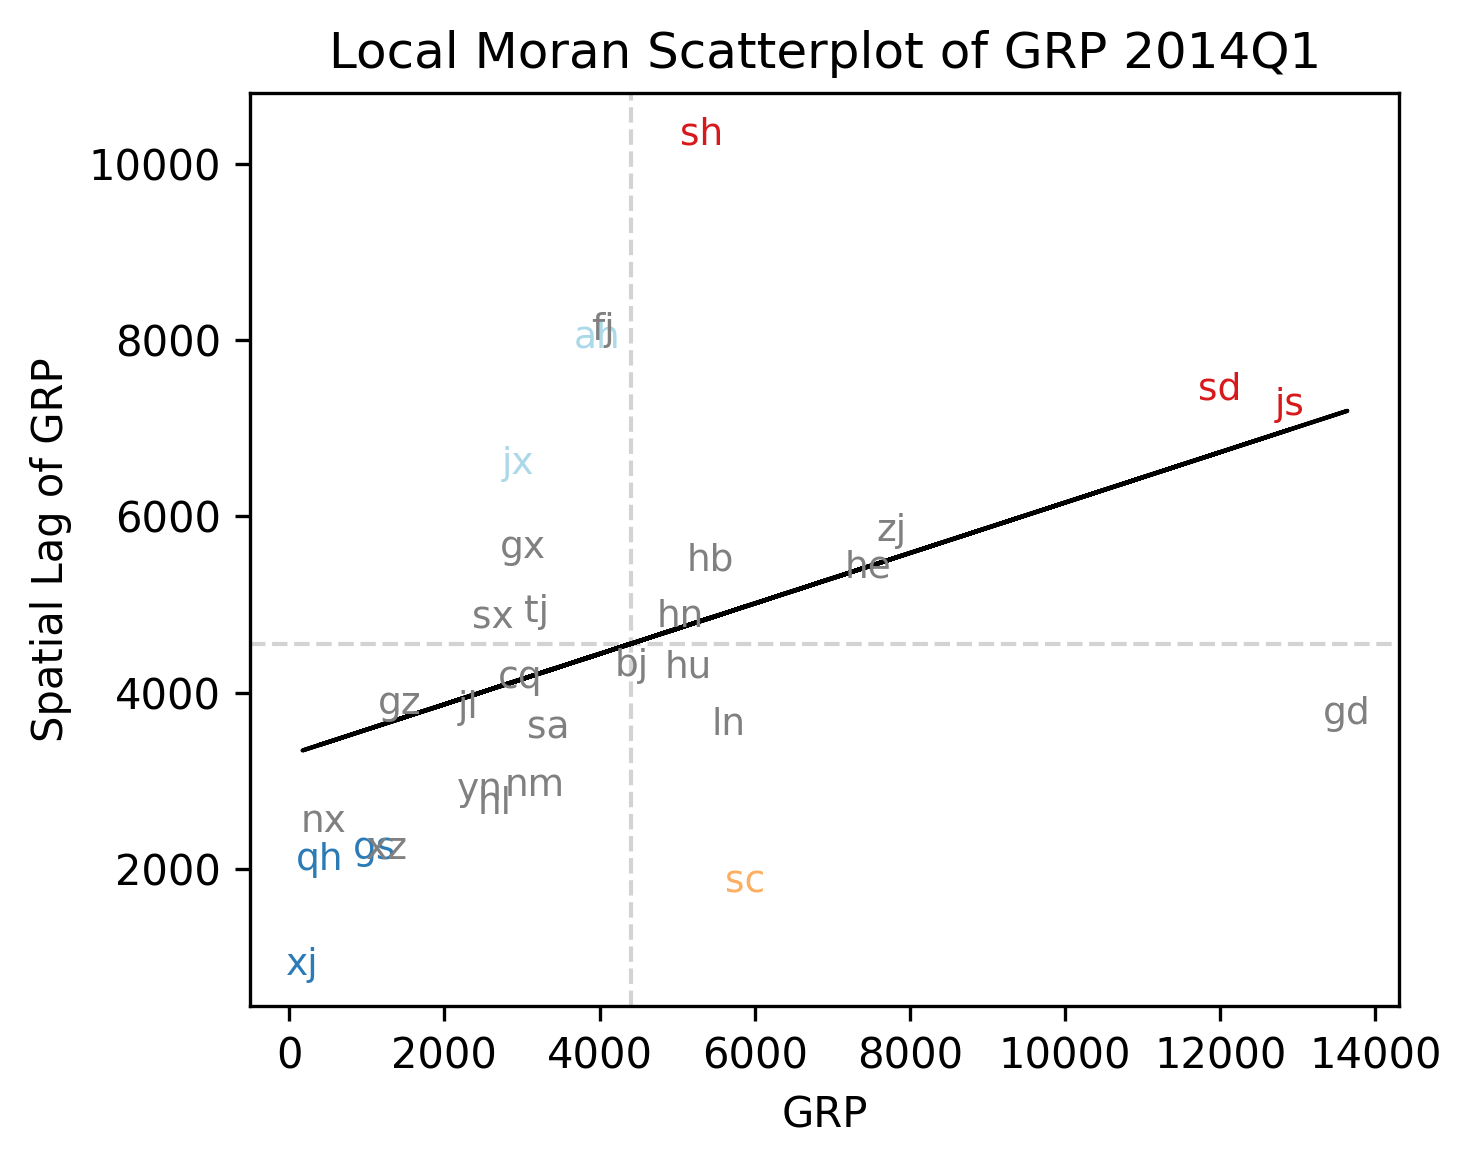 Local Moran Scatterplot of GRP 2014Q1
sh
10000
8000
ah
fj
sd
js
jx
6000
gx
hb
zj
he
sx
tj
hn
Spatial Lag of GRP
4000
gz
jl
cq
bj
hu
sa
ln
gd
yn
hl
nm
nx
2000
qh
gs
xz
sc
xj
0
2000
4000
6000
8000
10000
12000
14000
GRP